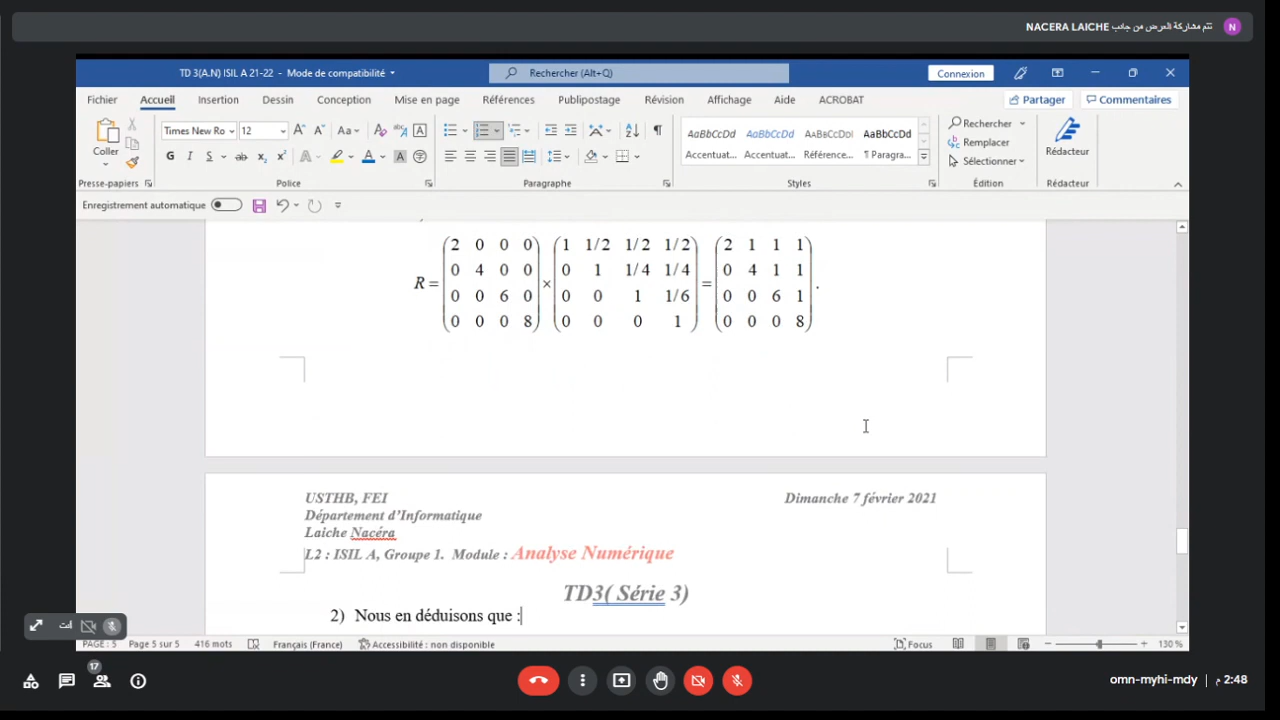 تتم مشاركة العرض من جانب NACERA LAICHE
N
TD 3(A.N) ISIL A 21-22 - Mode de compatibilité
Rechercher (Alt+Q)
Connexion
Fichier Accueil Insertion Dessin Conception Mise en page Références Publipostage Révision Affichage Aide ACROBAT
Partager Commentaires
Times New Ro 12
Coller
AaBbCcDd AaBbCcDd AaBbCcDd AaBbCcDd
Accentuat... Accentuat... Référence... ¶ Paragra...
Rechercher
Remplacer
Sélectionner
Rédacteur
Presse-papiers Police Paragraphe Styles Édition Rédacteur
Enregistrement automatique
R = (2 0 0 0 × (1 1/2 1/2 1/2 = (2 1 1 1
0 4 0 0 0 1 1/4 1/4 0 4 1 1
0 0 6 0 0 0 1 1/6 0 0 6 1
0 0 0 8) 0 0 0 1) 0 0 0 8).
USTHB, FEI
Dimanche 7 février 2021
Département d'Informatique
Laiche Nacéra
L2 : ISIL A, Groupe 1. Module : Analyse Numérique
TD3( Série 3)
2) Nous en déduisons que :
أنت
PAGE : 5 Page 5 sur 5 416 mots Français (France) Accessibilité : non disponible Focus 130 %
17
omn-myhi-mdy | 2:48 م